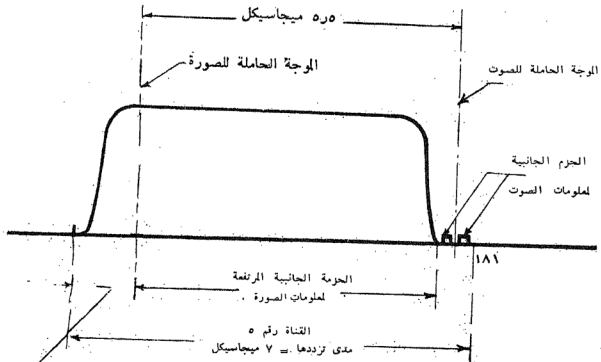 ٥ر٥ ميجاسيكل
الموجة الحاملة للصورة
الموجة الحاملة للصوت
الحزم الجانبية
لمعلومات الصوت
١٨١
الحزمة الجانبية المرتفعة
لمعلومات الصورة .
القناة رقم ٥
مدى ترددها = ٧ ميجاسيكل